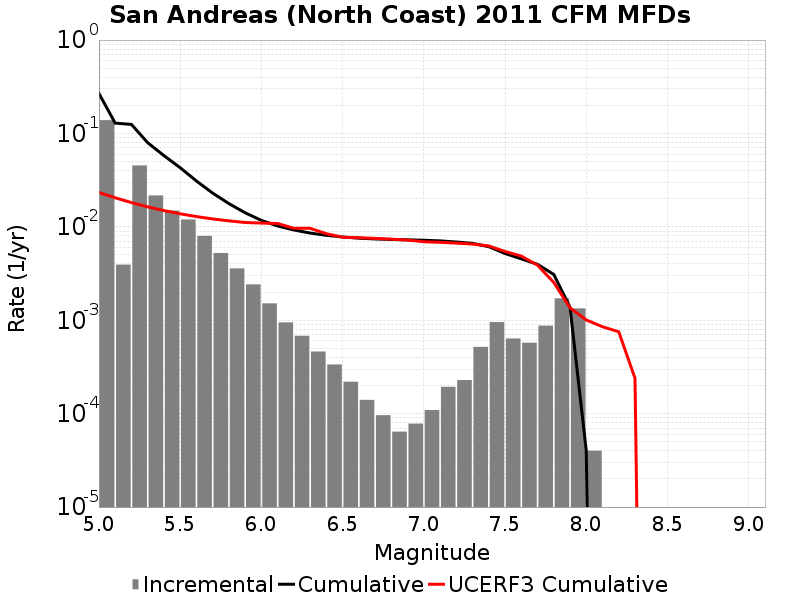 San Andreas (North Coast) 2011 CFM MFDs
10^0
10^-1
10^-2
10^-3
10^-4
10^-5
Rate (1/yr)
5.0 5.5 6.0 6.5 7.0 7.5 8.0 8.5 9.0
Magnitude
Incremental Cumulative UCERF3 Cumulative